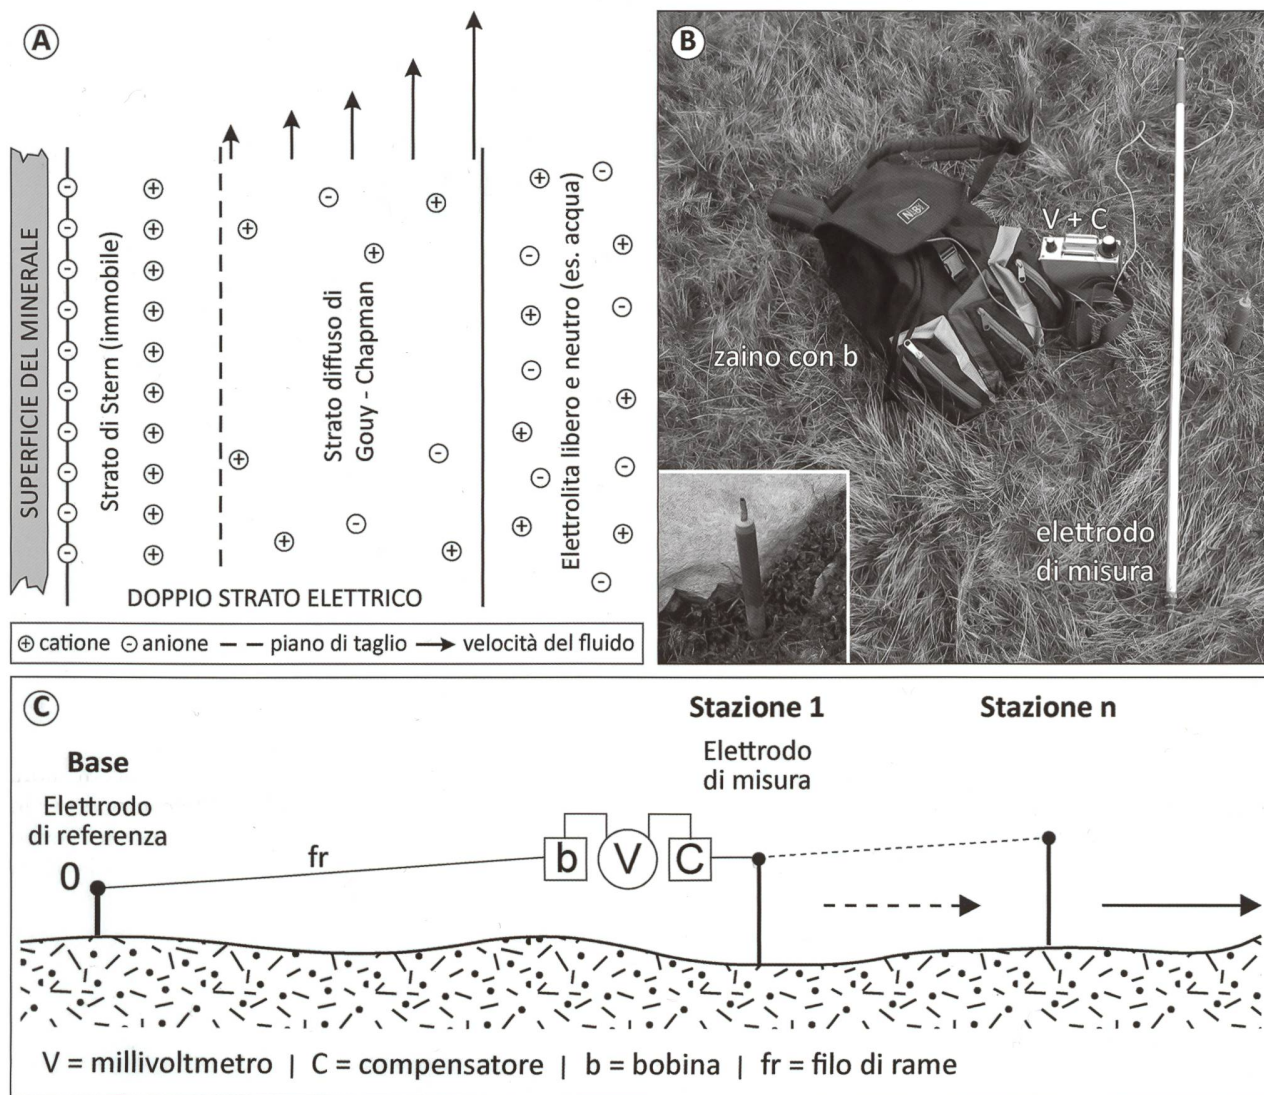 A
SUPERFICIE DEL MINERALE
Strato di Stern (immobile)
Strato diffuso di
Gouy - Chapman
Elettrolita libero e neutro (es. acqua)
DOPPIO STRATO ELETTRICO
catione
anione
piano di taglio
velocità del fluido
B
V + C
zaino con b
elettrodo
di misura
C
Base
Elettrodo
di referenza
0
fr
b
V
C
Stazione 1
Elettrodo
di misura
Stazione n
V = millivoltmetro | C = compensatore | b = bobina | fr = filo di rame